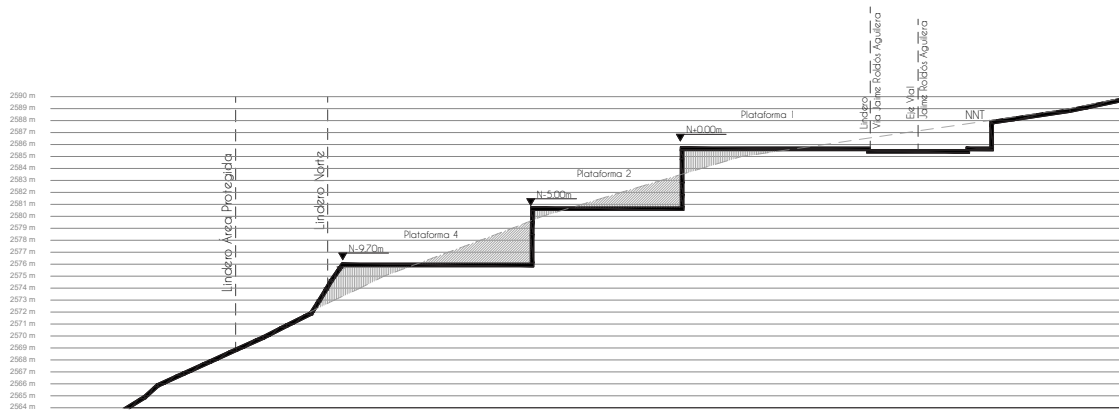 2590 m
2589 m
2588 m
2587 m
2586 m
2585 m
2584 m
2583 m
2582 m
2581 m
2580 m
2579 m
2578 m
2577 m
2576 m
2575 m
2574 m
2573 m
2572 m
2571 m
2570 m
2569 m
2568 m
2567 m
2566 m
2565 m
2564 m
Lindero Área Protegida
Lindero Vorte
N-9.70m
Plataforma 4
N-5.00m
Plataforma 2
N+0.00m
Plataforma 1
Lindero
Via Jaime Roldós Aguilera
Eje Vial
Jaime Roldós Aguilera
NNT